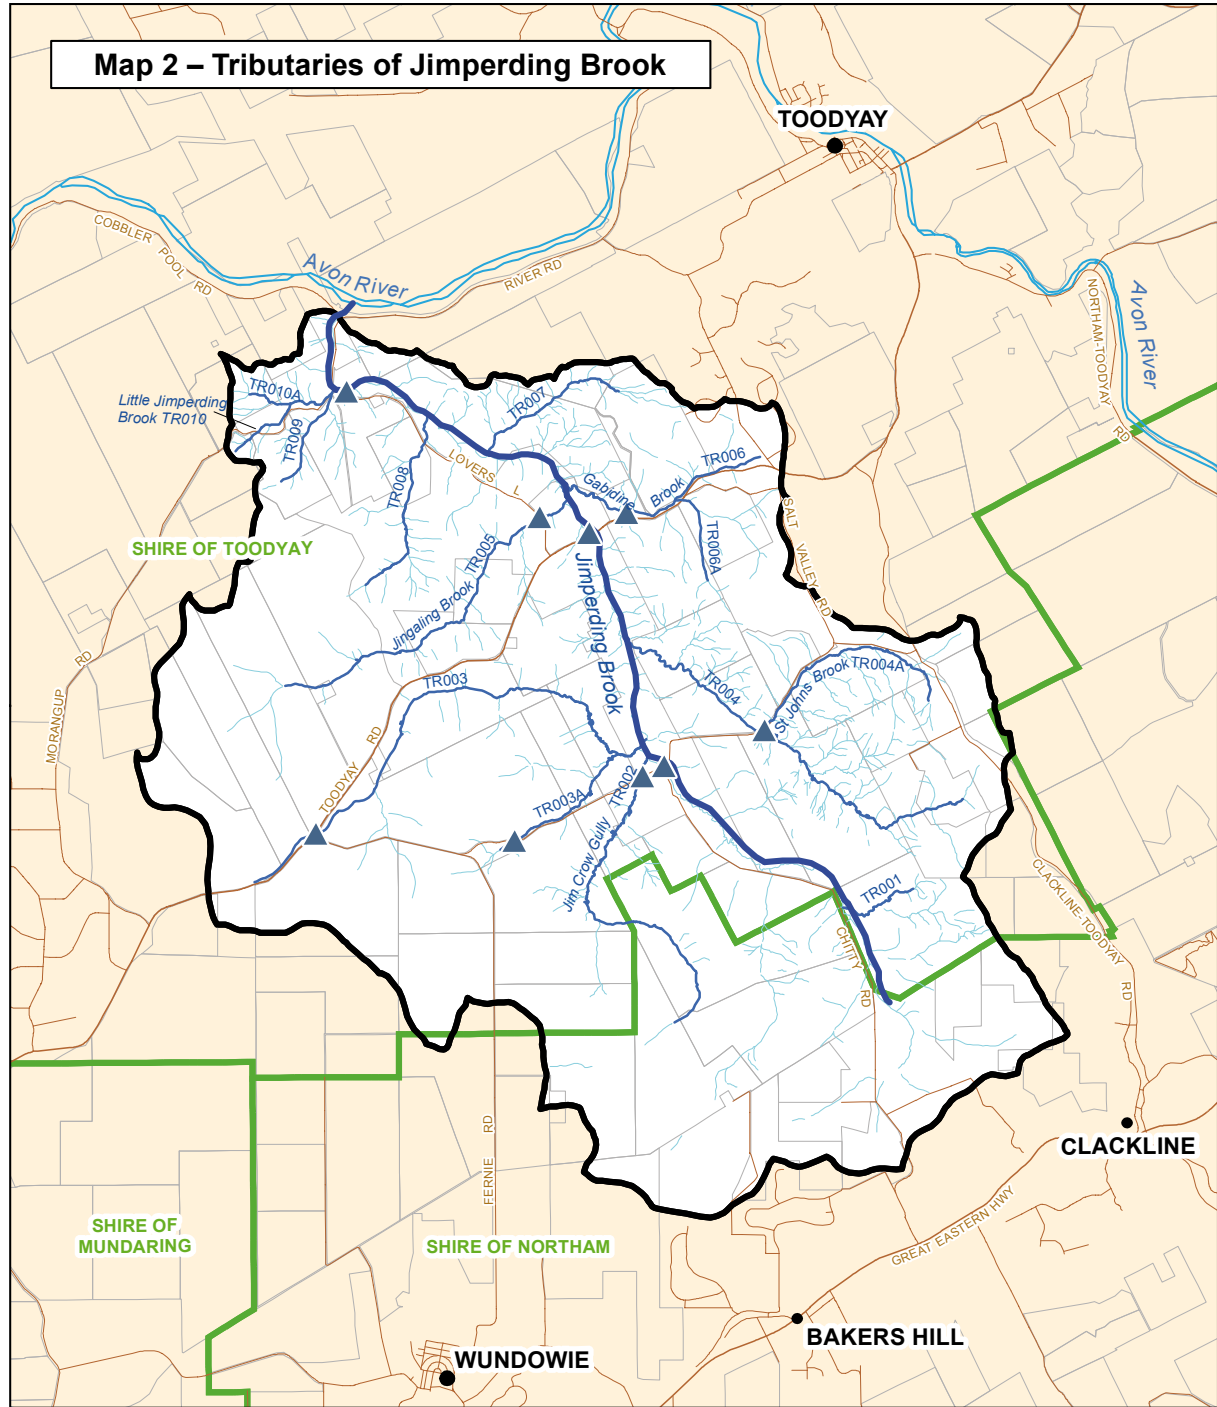 Map 2 – Tributaries of Jimperding Brook
TOODYAY
COBBLER POOL RD
Avon River
RIVER RD
Avon River
NORTHAM-TOODYAY RD
TR010A
Little Jimperding
Brook TR010
TR009
TR007
TR008
LOVERS L
TR006
Gabidine Brook
SALT VALLEY RD
TR006A
SHIRE OF TOODYAY
TR005
Jingaling Brook
Jimperding Brook
TR003
TR004
St Johns Brook
TR004A
MORANGUP RD
TOODYAY RD
TR002
TR003A
Jim Crow Gully
TR001
CHITTY RD
CLACKLINE-TOODYAY RD
FERNIE RD
CLACKLINE
GREAT EASTERN HWY
SHIRE OF
MUNDARING
SHIRE OF NORTHAM
BAKERS HILL
WUNDOWIE